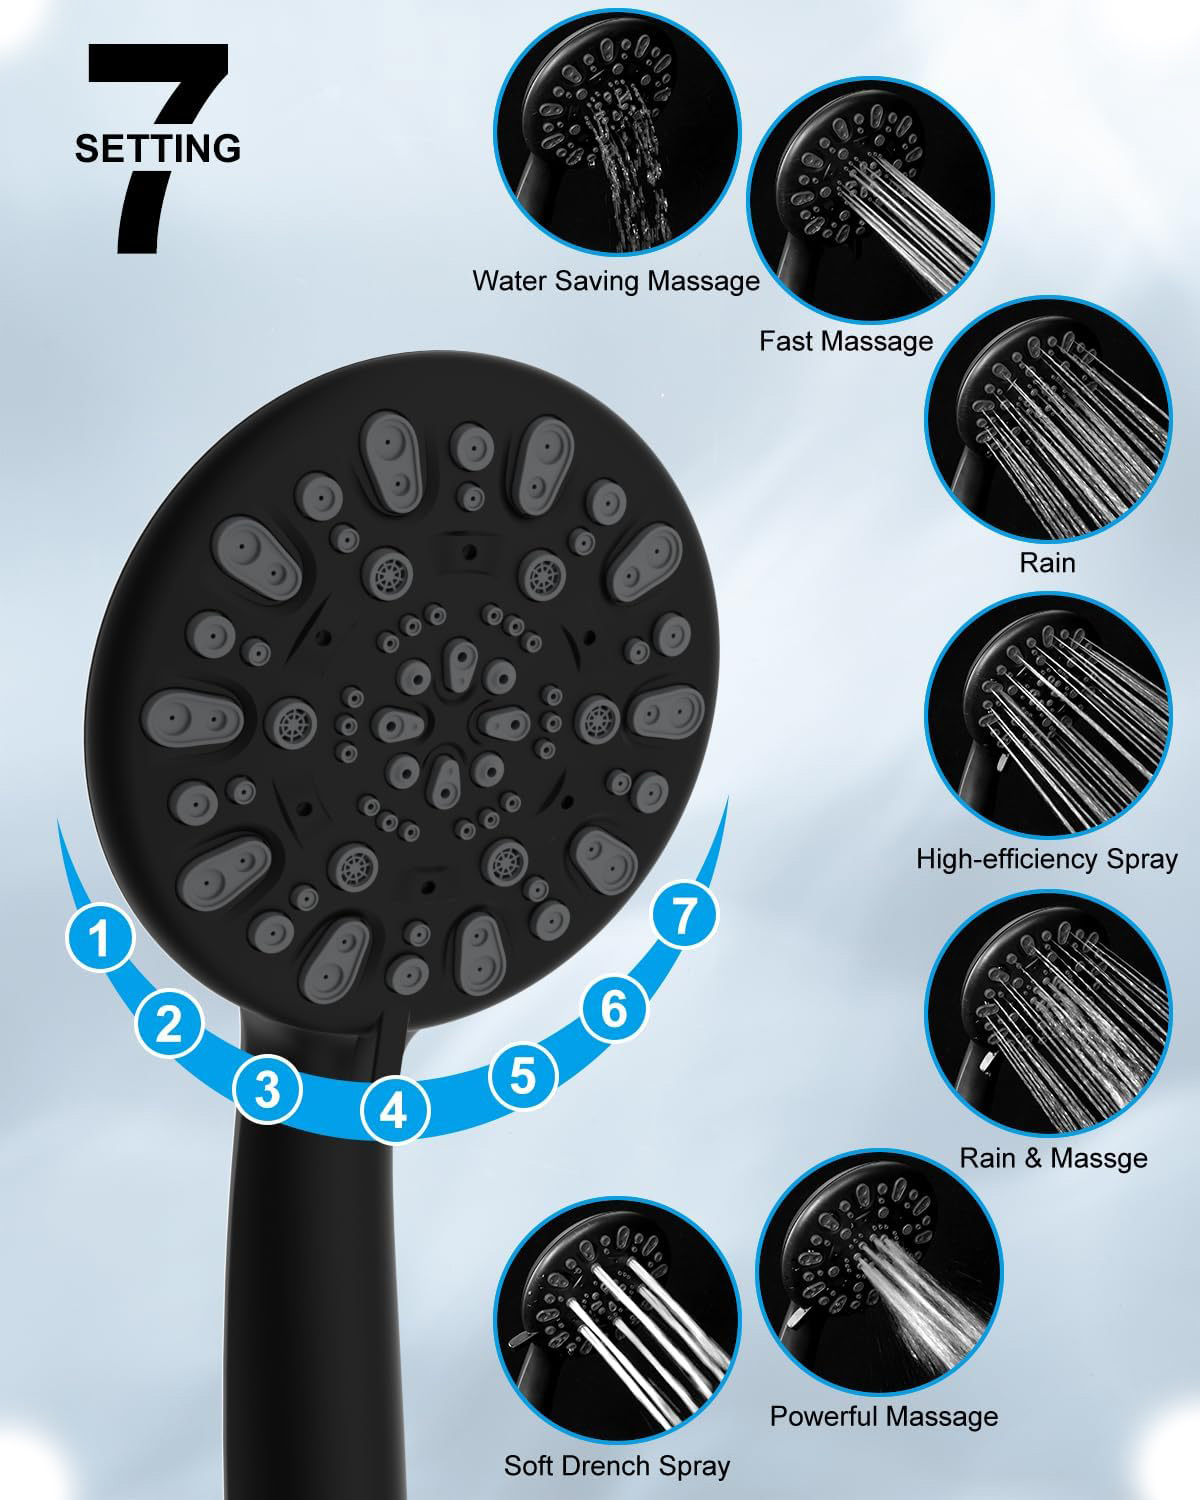 7
SETTING
Water Saving Massage
Fast Massage
Rain
High-efficiency Spray
Rain & Massge
Powerful Massage
Soft Drench Spray
1
2
3
4
5
6
7